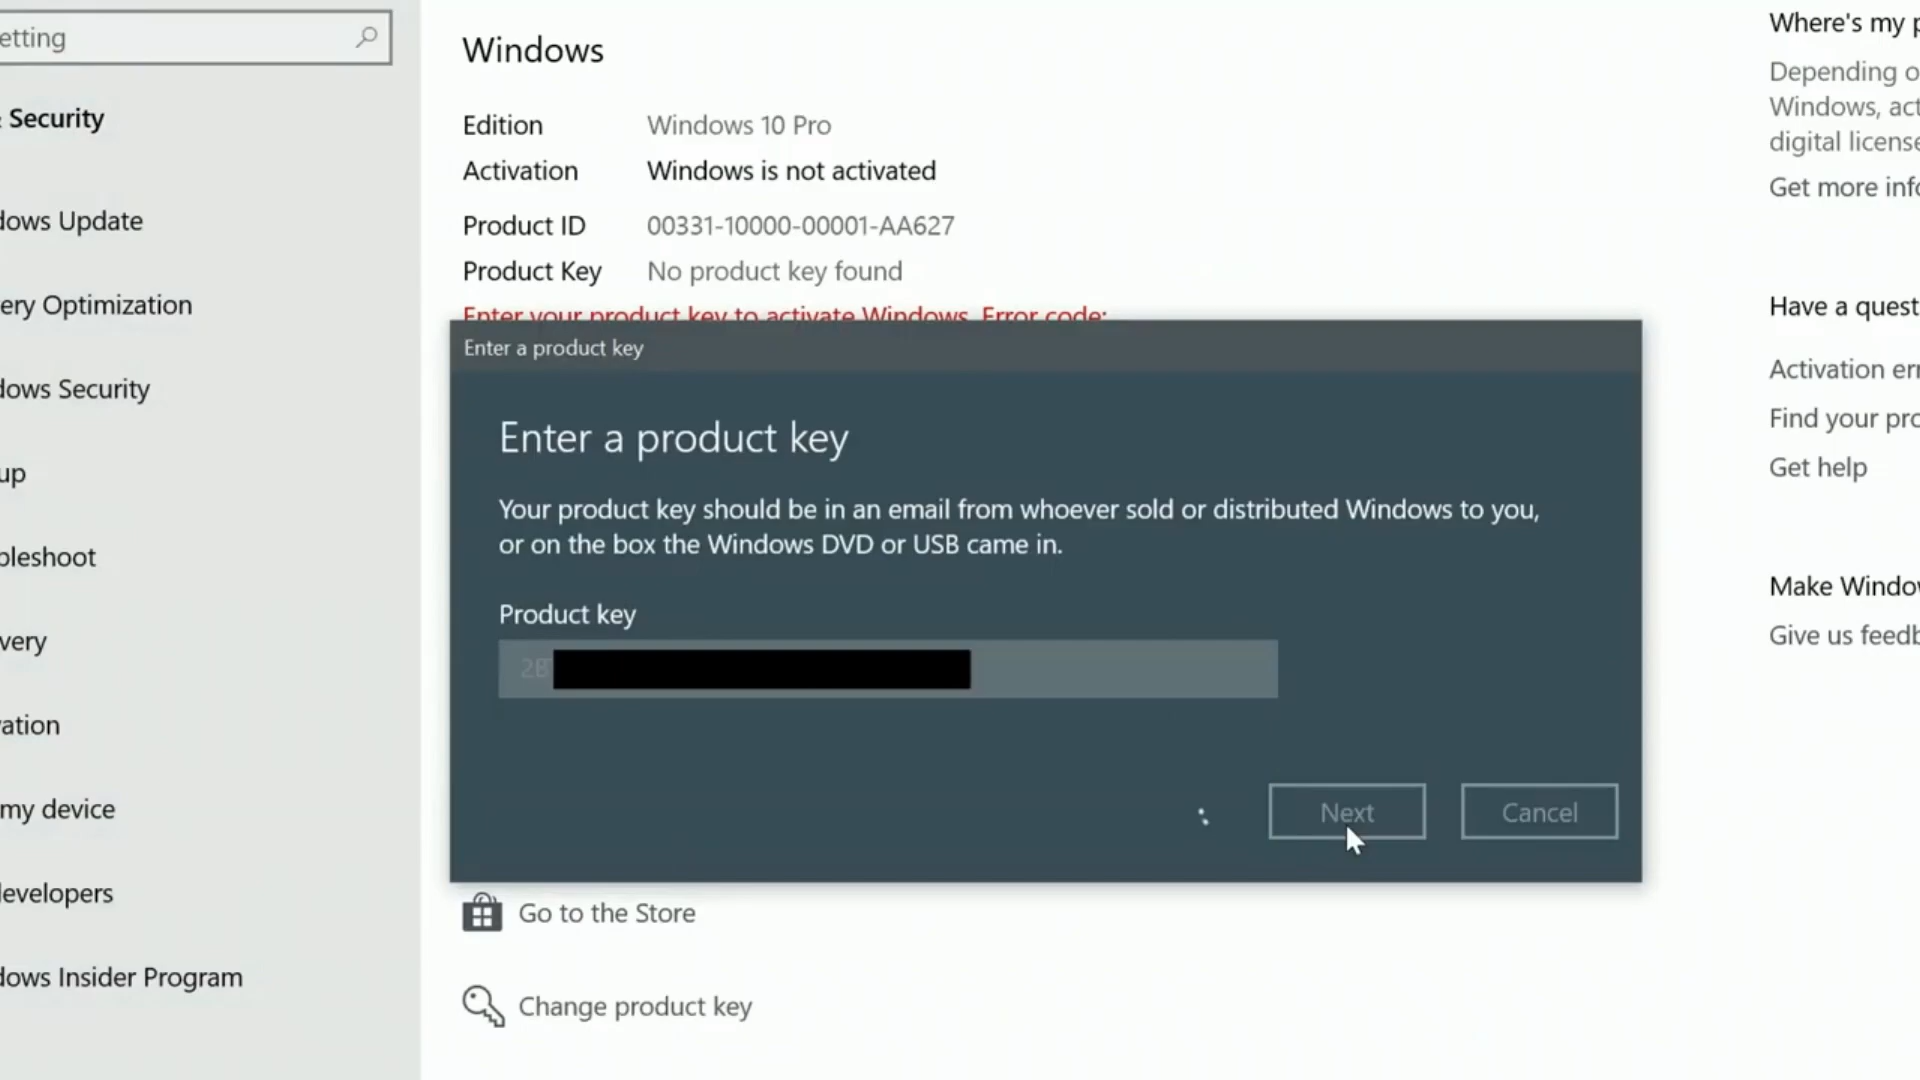 etting
Security
dows Update
ery Optimization
dows Security
up
bleshoot
very
ation
my device
evelopers
dows Insider Program
Windows
Edition Windows 10 Pro
Activation Windows is not activated
Product ID 00331-10000-00001-AA627
Product Key No product key found
Enter your product key to activate Windows. Error code:
Enter a product key
Enter a product key
Your product key should be in an email from whoever sold or distributed Windows to you,
or on the box the Windows DVD or USB came in.
Product key
2B
Next Cancel
Go to the Store
Change product key
Where's my p
Depending o
Windows, act
digital license
Get more info
Have a quest
Activation err
Find your pro
Get help
Make Window
Give us feedb